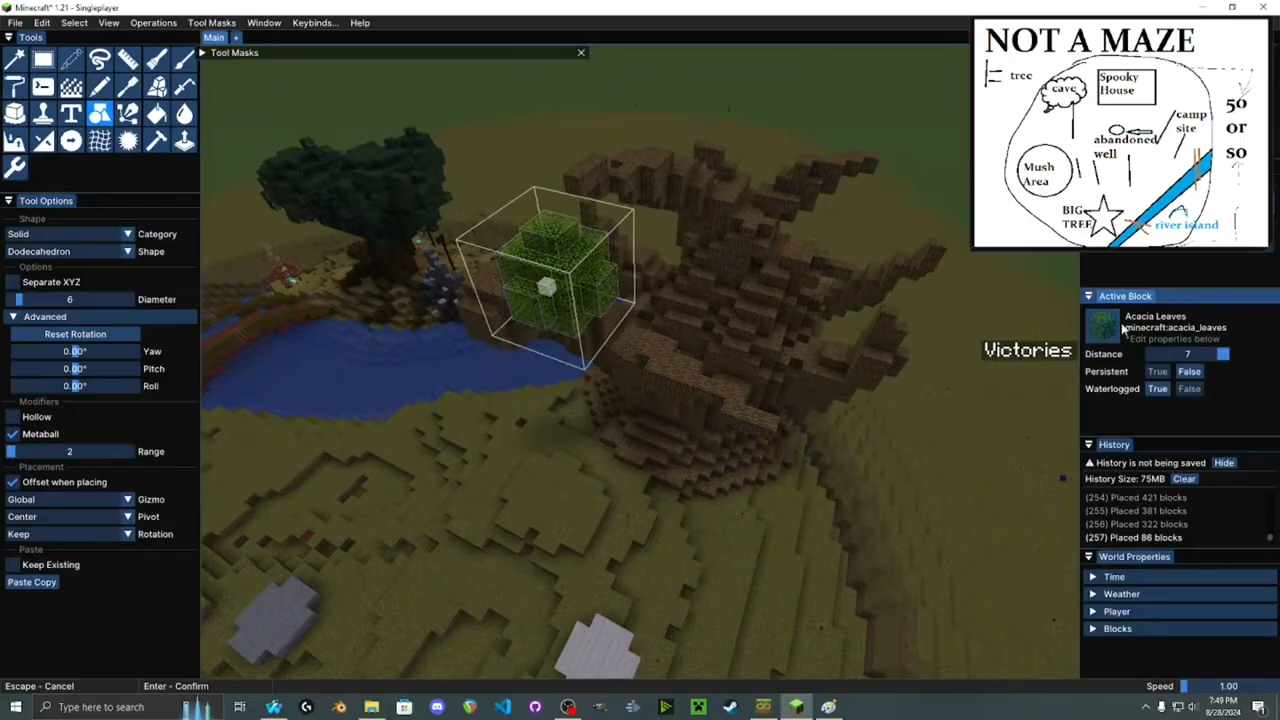 Minecraft* 1.21 - Singleplayer
File Edit Select View Operations Tool Masks Window Keybinds... Help
Tools
Main +
Tool Masks
Tool Options
Shape
Solid Category
Dodecahedron Shape
Options
Separate XYZ
6 Diameter
Advanced
Reset Rotation
0.00° Yaw
0.00° Pitch
0.00° Roll
Modifiers
Hollow
Metaball
2 Range
Placement
Offset when placing
Global Gizmo
Center Pivot
Keep Rotation
Paste
Keep Existing
Paste Copy
NOT A MAZE
tree
cave
Spooky
House
50
or
so
camp
site
abandoned
well
Mush
Area
BIG
TREE
river island
Victories
Active Block
Acacia Leaves
minecraft:acacia_leaves
Edit properties below
Distance 7
Persistent True False
Waterlogged True False
History
History is not being saved Hide
History Size: 75MB Clear
(254) Placed 421 blocks
(255) Placed 381 blocks
(256) Placed 322 blocks
(257) Placed 86 blocks
World Properties
Time
Weather
Player
Blocks
Escape - Cancel Enter - Confirm Speed 1.00
Type here to search
7:49 PM
8/28/2024